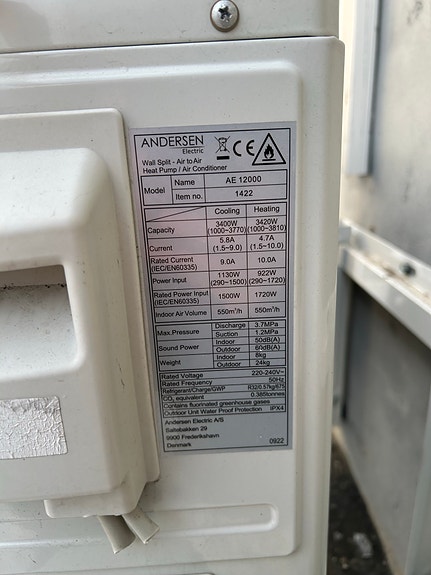 ANDERSEN
Electric
CE
Wall Split - Air to Air
Heat Pump / Air Conditioner
Model Name AE 12000
Item no. 1422
Cooling Heating
Capacity 3400W (1000~3770) 3420W (1000~3810)
Current 5.8A (1.5~9.0) 4.7A (1.5~10.0)
Rated Current (IEC/EN60335) 9.0A 10.0A
Power Input 1130W (290~1500) 922W (290~1720)
Rated Power Input (IEC/EN60335) 1500W 1720W
Indoor Air Volume 550m³/h 550m³/h
Max.Pressure Discharge 3.7MPa
Suction 1.2MPa
Sound Power Indoor 50dB(A)
Outdoor 60dB(A)
Weight Indoor 8kg
Outdoor 24kg
Rated Voltage 220-240V~
Rated Frequency 50Hz
Refrigerant/Charge/GWP R32/0.57kg/675
CO₂ equivalent 0.385tonnes
Contains fluorinated greenhouse gases
Outdoor Unit Water Proof Protection IPX4
Andersen Electric A/S
Saltebakken 29
9900 Frederikshavn
Denmark 0922